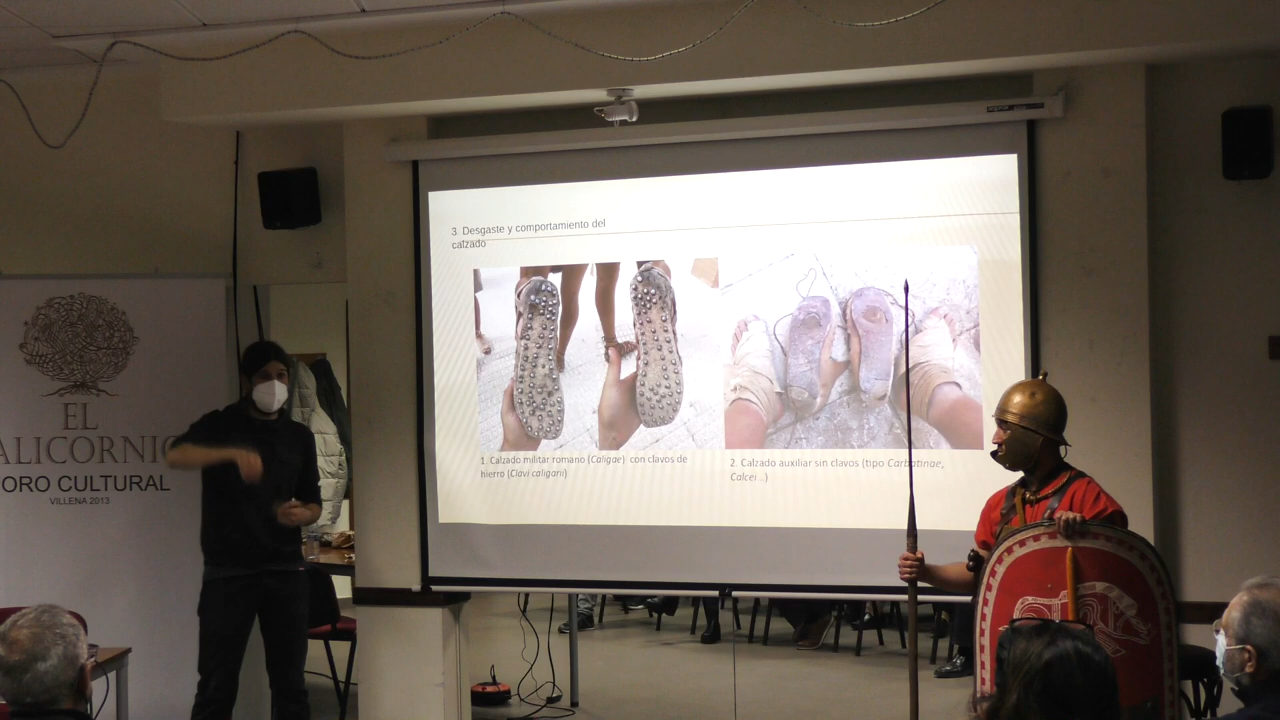 3. Desgaste y comportamiento del
calzado
1. Calzado militar romano (Caligae) con clavos de
hierro (Clavi caligarii)
2. Calzado auxiliar sin clavos (tipo Carbatinae,
Calcei...)
EL
ALICORNIO
FORO CULTURAL
VILLENA 2013